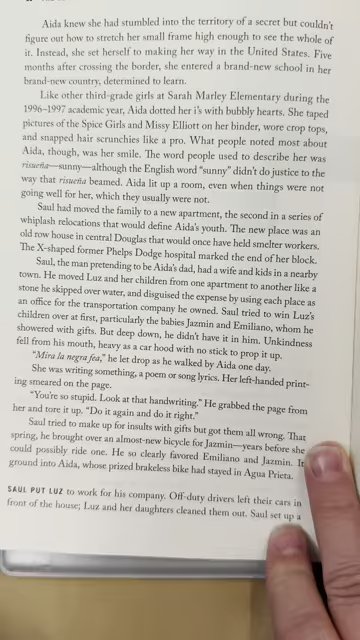 Aida knew she had stumbled into the territory of a secret but couldn't
figure out how to stretch her small frame high enough to see the whole of
it. Instead, she set herself to making her way in the United States. Five
months after crossing the border, she entered a brand-new school in her
brand-new country, determined to learn.
Like other third-grade girls at Sarah Marley Elementary during the
1996–1997 academic year, Aida dotted her i's with bubbly hearts. She taped
pictures of the Spice Girls and Missy Elliott on her binder, wore crop tops,
and snapped hair scrunchies like a pro. What people noted most about
Aida, though, was her smile. The word people used to describe her was
risueña—sunny—although the English word "sunny" didn't do justice to the
way that risueña beamed. Aida lit up a room, even when things were not
going well for her, which they usually were not.
Saul had moved the family to a new apartment, the second in a series of
whiplash relocations that would define Aida's youth. The new place was an
old row house in central Douglas that would once have held smelter workers.
The X-shaped former Phelps Dodge hospital marked the end of her block.
Saul, the man pretending to be Aida's dad, had a wife and kids in a nearby
town. He moved Luz and her children from one apartment to another like a
stone he skipped over water, and disguised the expense by using each place as
an office for the transportation company he owned. Saul tried to win Luz's
children over at first, particularly the babies Jazmin and Emiliano, whom he
showered with gifts. But deep down, he didn't have it in him. Unkindness
fell from his mouth, heavy as a car hood with no stick to prop it up.
"Mira la negra fea," he let drop as he walked by Aida one day.
She was writing something, a poem or song lyrics. Her left-handed print-
ing smeared on the page.
"You're so stupid. Look at that handwriting." He grabbed the page from
her and tore it up. "Do it again and do it right."
Saul tried to make up for insults with gifts but got them all wrong. That
spring, he brought over an almost-new bicycle for Jazmin—years before she
could possibly ride one. He so clearly favored Emiliano and Jazmin. It
ground into Aida, whose prized brakeless bike had stayed in Agua Prieta.
SAUL PUT LUZ to work for his company. Off-duty drivers left their cars in
front of the house; Luz and her daughters cleaned them out. Saul set up a